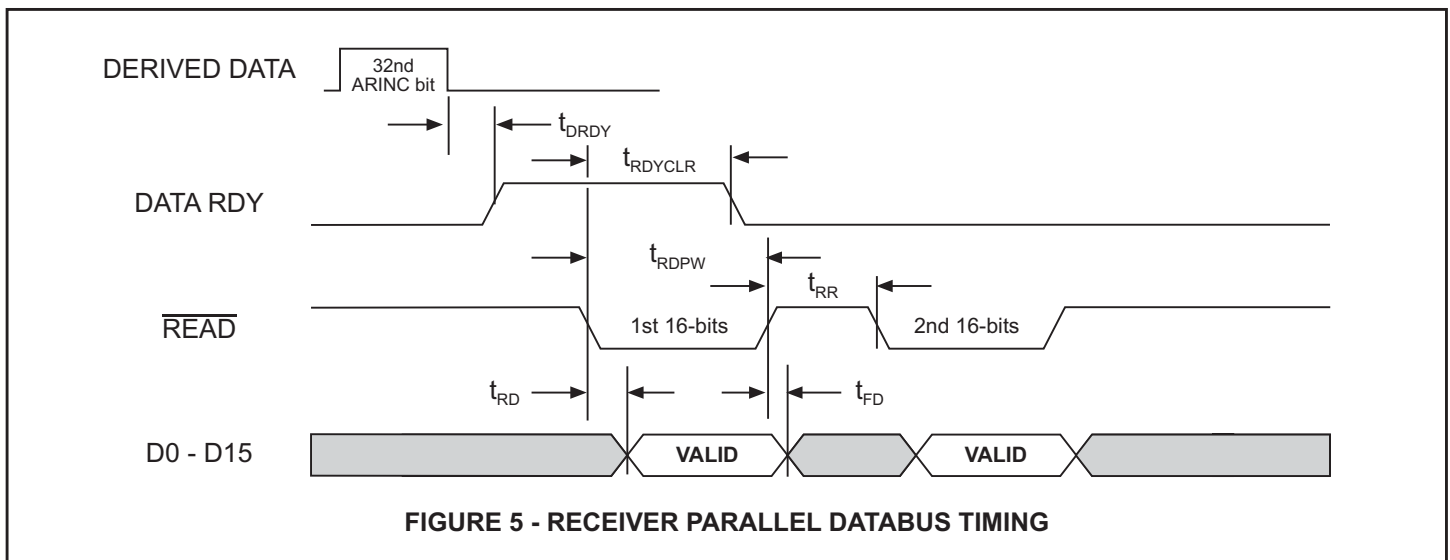 DERIVED DATA
32nd
ARINC bit
tDRDY
tRDYCLR
DATA RDY
tRDPW
tRR
READ
1st 16-bits
2nd 16-bits
tRD
tFD
D0 - D15
VALID
VALID
FIGURE 5 - RECEIVER PARALLEL DATABUS TIMING